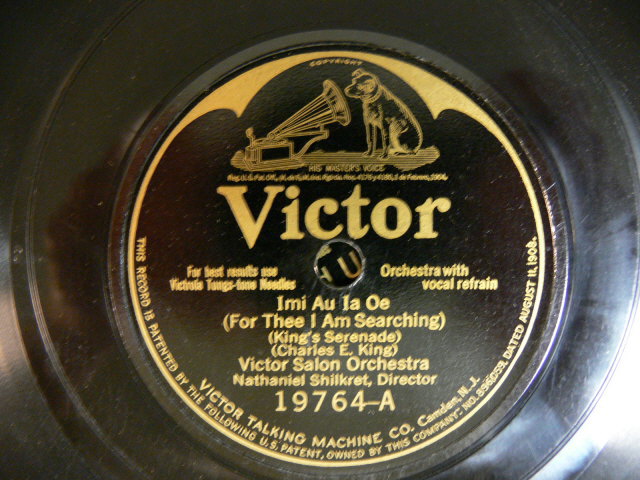 COPYRIGHT
HIS MASTER'S VOICE
Victor
For best results use
Victrola Tungs-tone Needles
Orchestra with
vocal refrain
Imi Au Ia Oe
(For Thee I Am Searching)
(King's Serenade)
(Charles E. King)
Victor Salon Orchestra
Nathaniel Shilkret, Director
19764-A
VICTOR TALKING MACHINE CO. Camden, N. J.
THIS RECORD IS PATENTED BY THE FOLLOWING U.S. PATENT, OWNED BY THIS COMPANY: NO. 896059, DATED AUGUST 11, 1908.